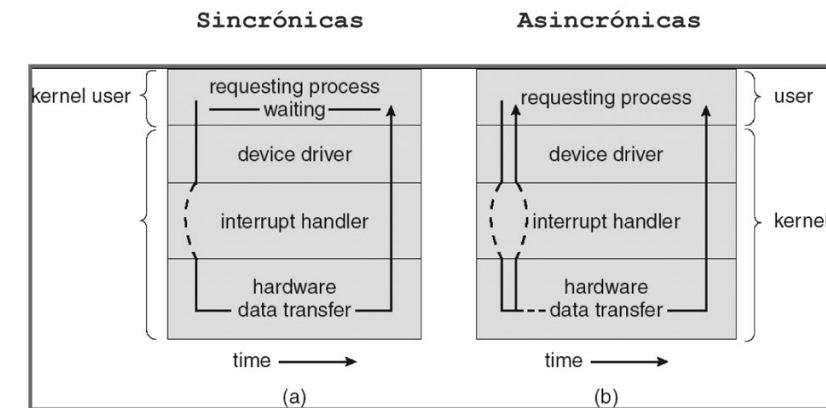 Sincrónicas
Asincrónicas
kernel user
requesting process
waiting
device driver
interrupt handler
hardware
data transfer
time
(a)
requesting process
user
device driver
interrupt handler
kernel
hardware
data transfer
time
(b)